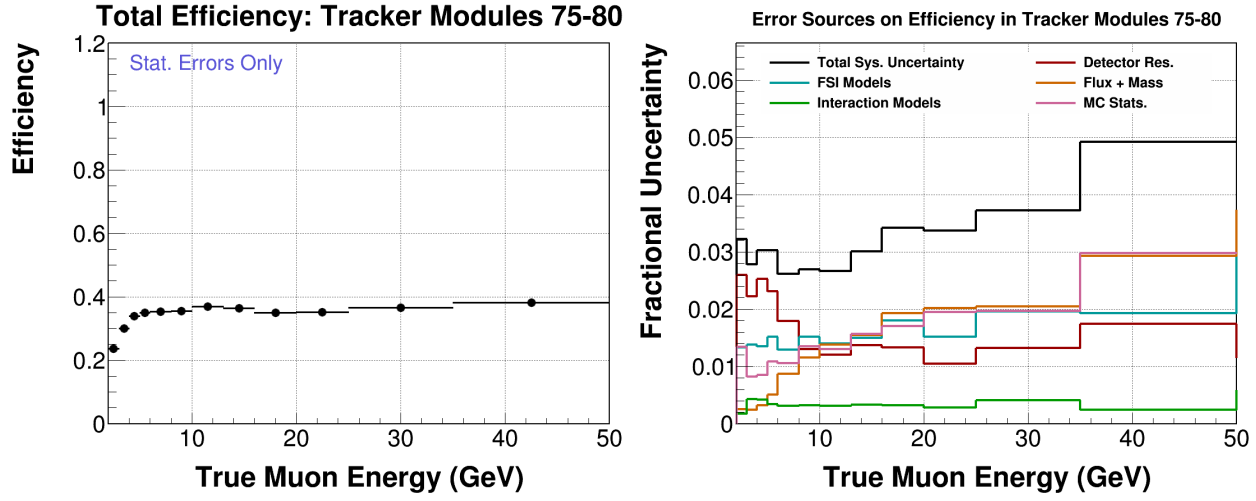 Total Efficiency: Tracker Modules 75-80
Efficiency
Stat. Errors Only
1.2
1
0.8
0.6
0.4
0.2
0
10 20 30 40 50
True Muon Energy (GeV)
Error Sources on Efficiency in Tracker Modules 75-80
Fractional Uncertainty
Total Sys. Uncertainty
FSI Models
Interaction Models
Detector Res.
Flux + Mass
MC Stats.
0.06
0.05
0.04
0.03
0.02
0.01
0
10 20 30 40 50
True Muon Energy (GeV)